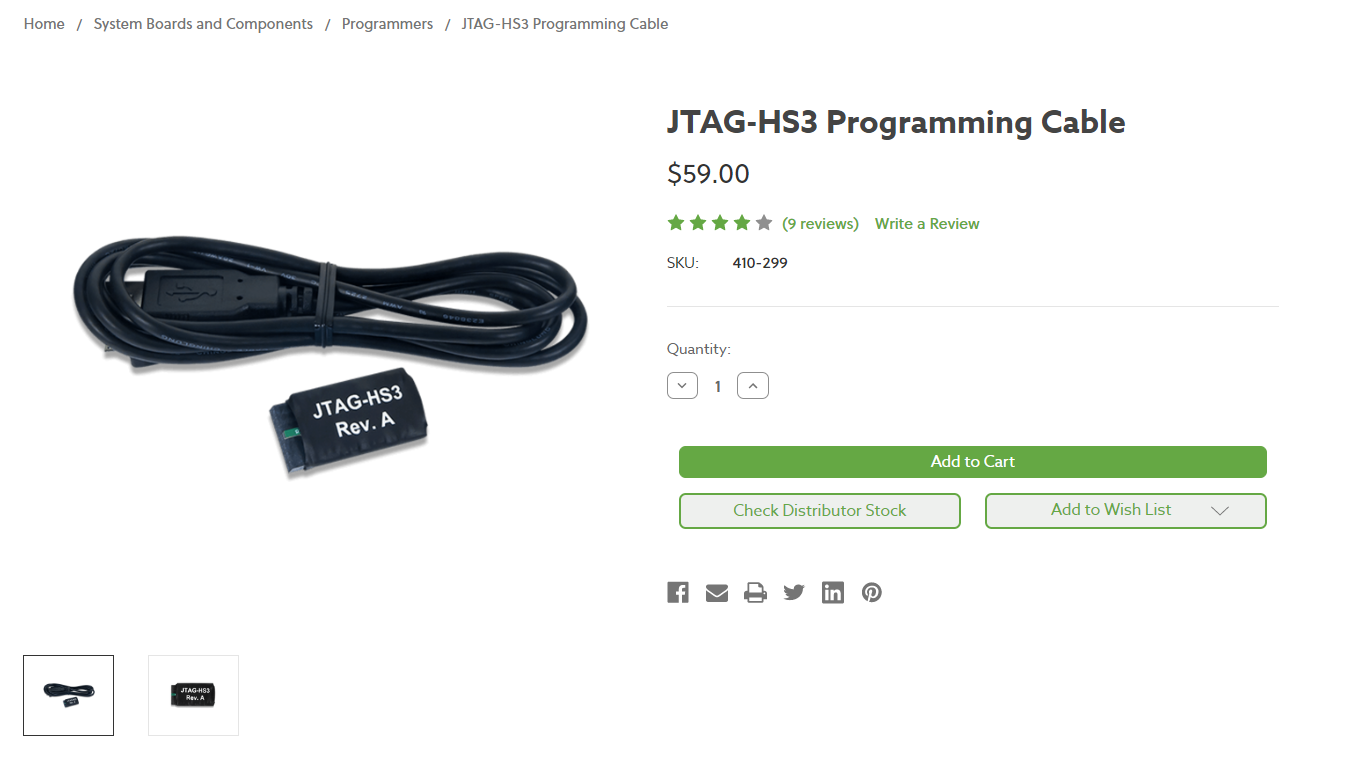 Home / System Boards and Components / Programmers / JTAG-HS3 Programming Cable
JTAG-HS3 Programming Cable
$59.00
(9 reviews) Write a Review
SKU: 410-299
Quantity:
1
Add to Cart
Check Distributor Stock
Add to Wish List
JTAG-HS3
Rev. A
JTAG-HS3
Rev. A